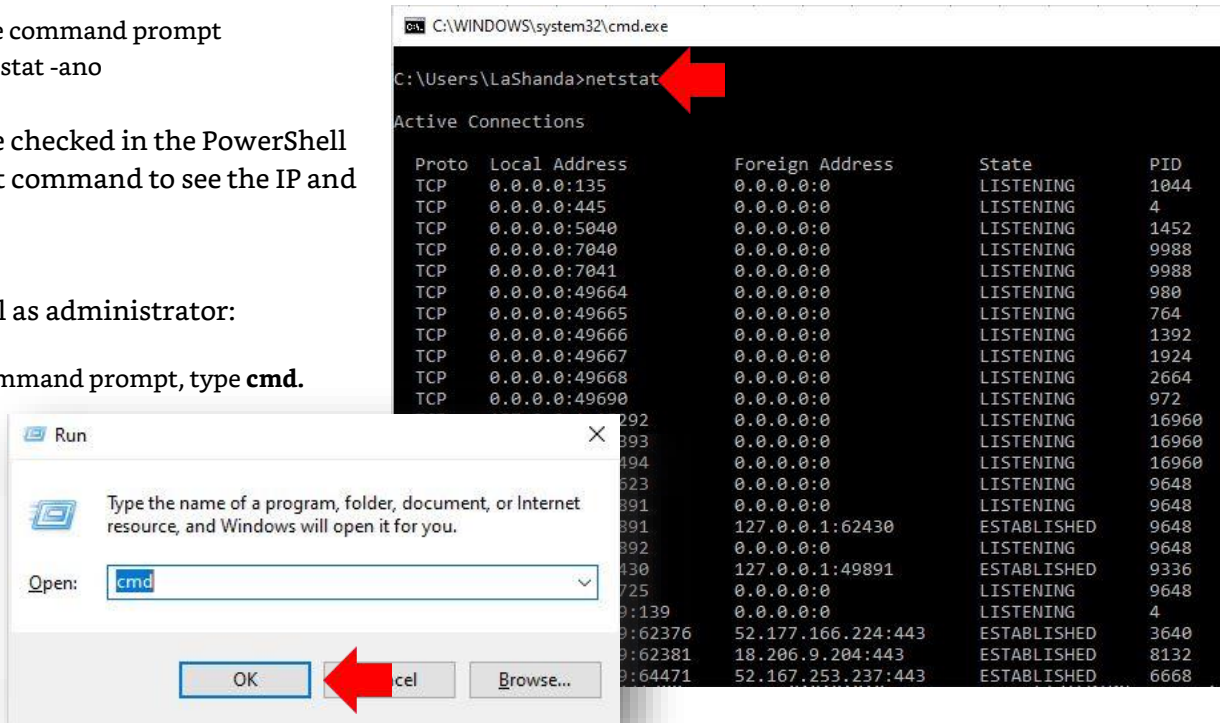 e command prompt
stat -ano
e checked in the PowerShell
t command to see the IP and
l as administrator:
mmand prompt, type cmd.
C:\WINDOWS\system32\cmd.exe
C:\Users\LaShanda>netstat
Active Connections
Proto Local Address Foreign Address State PID
TCP 0.0.0.0:135 0.0.0.0:0 LISTENING 1044
TCP 0.0.0.0:445 0.0.0.0:0 LISTENING 4
TCP 0.0.0.0:5040 0.0.0.0:0 LISTENING 1452
TCP 0.0.0.0:7040 0.0.0.0:0 LISTENING 9988
TCP 0.0.0.0:7041 0.0.0.0:0 LISTENING 9988
TCP 0.0.0.0:49664 0.0.0.0:0 LISTENING 980
TCP 0.0.0.0:49665 0.0.0.0:0 LISTENING 764
TCP 0.0.0.0:49666 0.0.0.0:0 LISTENING 1392
TCP 0.0.0.0:49667 0.0.0.0:0 LISTENING 1924
TCP 0.0.0.0:49668 0.0.0.0:0 LISTENING 2664
TCP 0.0.0.0:49690 0.0.0.0:0 LISTENING 972
292 0.0.0.0:0 LISTENING 16960
393 0.0.0.0:0 LISTENING 16960
494 0.0.0.0:0 LISTENING 16960
623 0.0.0.0:0 LISTENING 9648
891 0.0.0.0:0 LISTENING 9648
891 127.0.0.1:62430 ESTABLISHED 9648
892 0.0.0.0:0 LISTENING 9648
430 127.0.0.1:49891 ESTABLISHED 9336
725 0.0.0.0:0 LISTENING 9648
9:139 0.0.0.0:0 LISTENING 4
9:62376 52.177.166.224:443 ESTABLISHED 3640
9:62381 18.206.9.204:443 ESTABLISHED 8132
9:64471 52.167.253.237:443 ESTABLISHED 6668
Run
Type the name of a program, folder, document, or Internet
resource, and Windows will open it for you.
Open: cmd
OK ncel Browse...